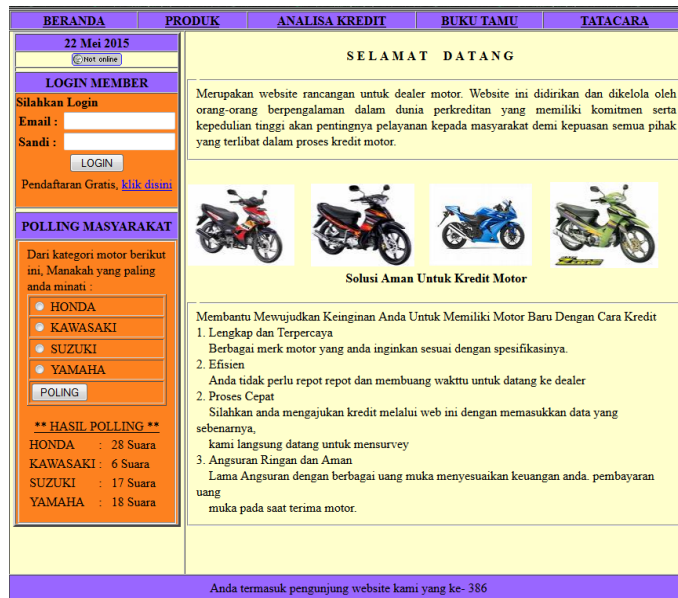 BERANDA PRODUK ANALISA KREDIT BUKU TAMU TATACARA
22 Mei 2015
Not online
LOGIN MEMBER
Silahkan Login
Email :
Sandi :
LOGIN
Pendaftaran Gratis, klik disini
POLLING MASYARAKAT
Dari kategori motor berikut
ini, Manakah yang paling
anda minati :
HONDA
KAWASAKI
SUZUKI
YAMAHA
POLING
** HASIL POLLING **
HONDA : 28 Suara
KAWASAKI : 6 Suara
SUZUKI : 17 Suara
YAMAHA : 18 Suara
S E L A M A T D A T A N G
Merupakan website rancangan untuk dealer motor. Website ini didirikan dan dikelola oleh
orang-orang berpengalaman dalam dunia perkreditan yang memiliki komitmen serta
kepedulian tinggi akan pentingnya pelayanan kepada masyarakat demi kepuasan semua pihak
yang terlibat dalam proses kredit motor.
Solusi Aman Untuk Kredit Motor
Membantu Mewujudkan Keinginan Anda Untuk Memiliki Motor Baru Dengan Cara Kredit
1. Lengkap dan Terpercaya
Berbagai merk motor yang anda inginkan sesuai dengan spesifikasinya.
2. Efisien
Anda tidak perlu repot repot dan membuang wakttu untuk datang ke dealer
2. Proses Cepat
Silahkan anda mengajukan kredit melalui web ini dengan memasukkan data yang
sebenarnya,
kami langsung datang untuk mensurvey
3. Angsuran Ringan dan Aman
Lama Angsuran dengan berbagai uang muka menyesuaikan keuangan anda. pembayaran
uang
muka pada saat terima motor.
Anda termasuk pengunjung website kami yang ke- 386